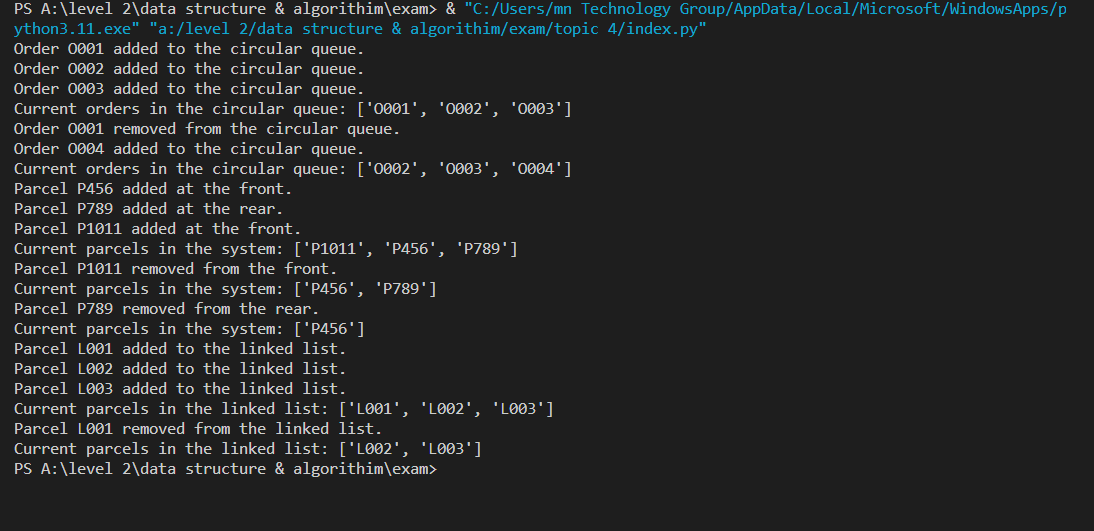 PS A:\level 2\data structure & algorithim\exam> & "C:/Users/mn Technology Group/AppData/Local/Microsoft/WindowsApps/p
ython3.11.exe" "a:/level 2/data structure & algorithim/exam/topic 4/index.py"
Order O001 added to the circular queue.
Order O002 added to the circular queue.
Order O003 added to the circular queue.
Current orders in the circular queue: ['O001', 'O002', 'O003']
Order O001 removed from the circular queue.
Order O004 added to the circular queue.
Current orders in the circular queue: ['O002', 'O003', 'O004']
Parcel P456 added at the front.
Parcel P789 added at the rear.
Parcel P1011 added at the front.
Current parcels in the system: ['P1011', 'P456', 'P789']
Parcel P1011 removed from the front.
Current parcels in the system: ['P456', 'P789']
Parcel P789 removed from the rear.
Current parcels in the system: ['P456']
Parcel L001 added to the linked list.
Parcel L002 added to the linked list.
Parcel L003 added to the linked list.
Current parcels in the linked list: ['L001', 'L002', 'L003']
Parcel L001 removed from the linked list.
Current parcels in the linked list: ['L002', 'L003']
PS A:\level 2\data structure & algorithim\exam>